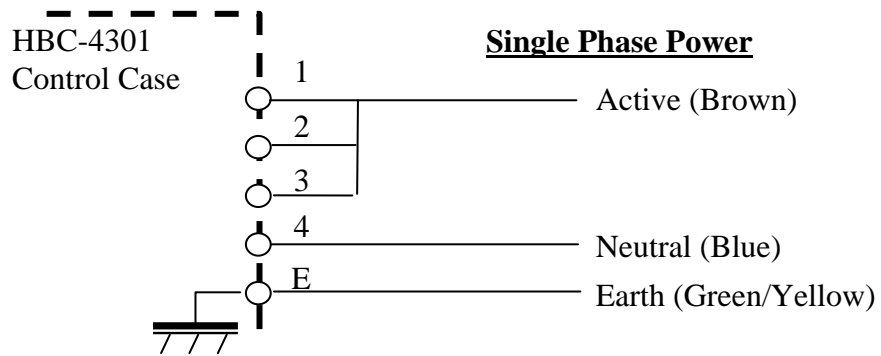 HBC-4301
Control Case
Single Phase Power
1
Active (Brown)
2
3
4
Neutral (Blue)
E
Earth (Green/Yellow)